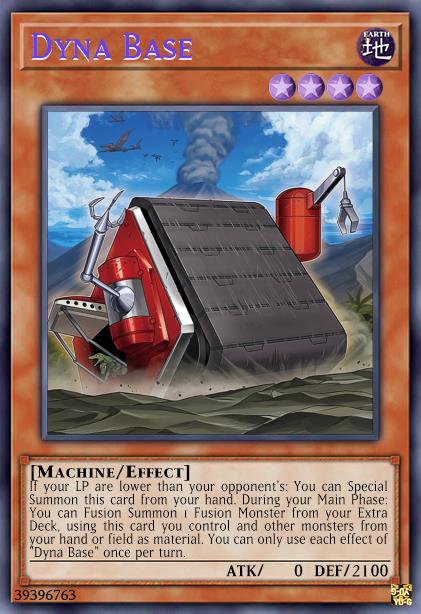 DYNA BASE
EARTH
地
[MACHINE/EFFECT]
If your LP are lower than your opponent's: You can Special
Summon this card from your hand. During your Main Phase:
You can Fusion Summon 1 Fusion Monster from your Extra
Deck, using this card you control and other monsters from
your hand or field as material. You can only use each effect of
"Dyna Base" once per turn.
ATK/ 0 DEF/2100
39396763